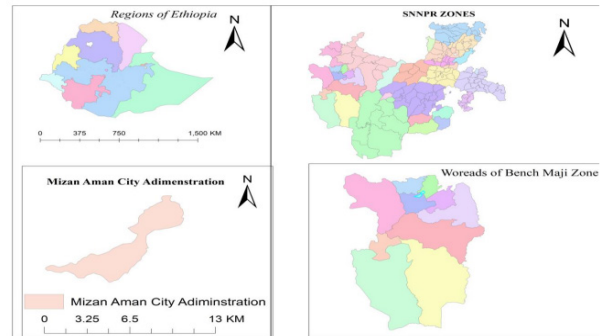 Regions of Ethiopia
N
0 375 750 1,500 KM
SNNPR ZONES
N
Mizan Aman City Adimenstration
N
Mizan Aman City Adiminstration
0 3.25 6.5 13 KM
Woreads of Bench Maji Zone